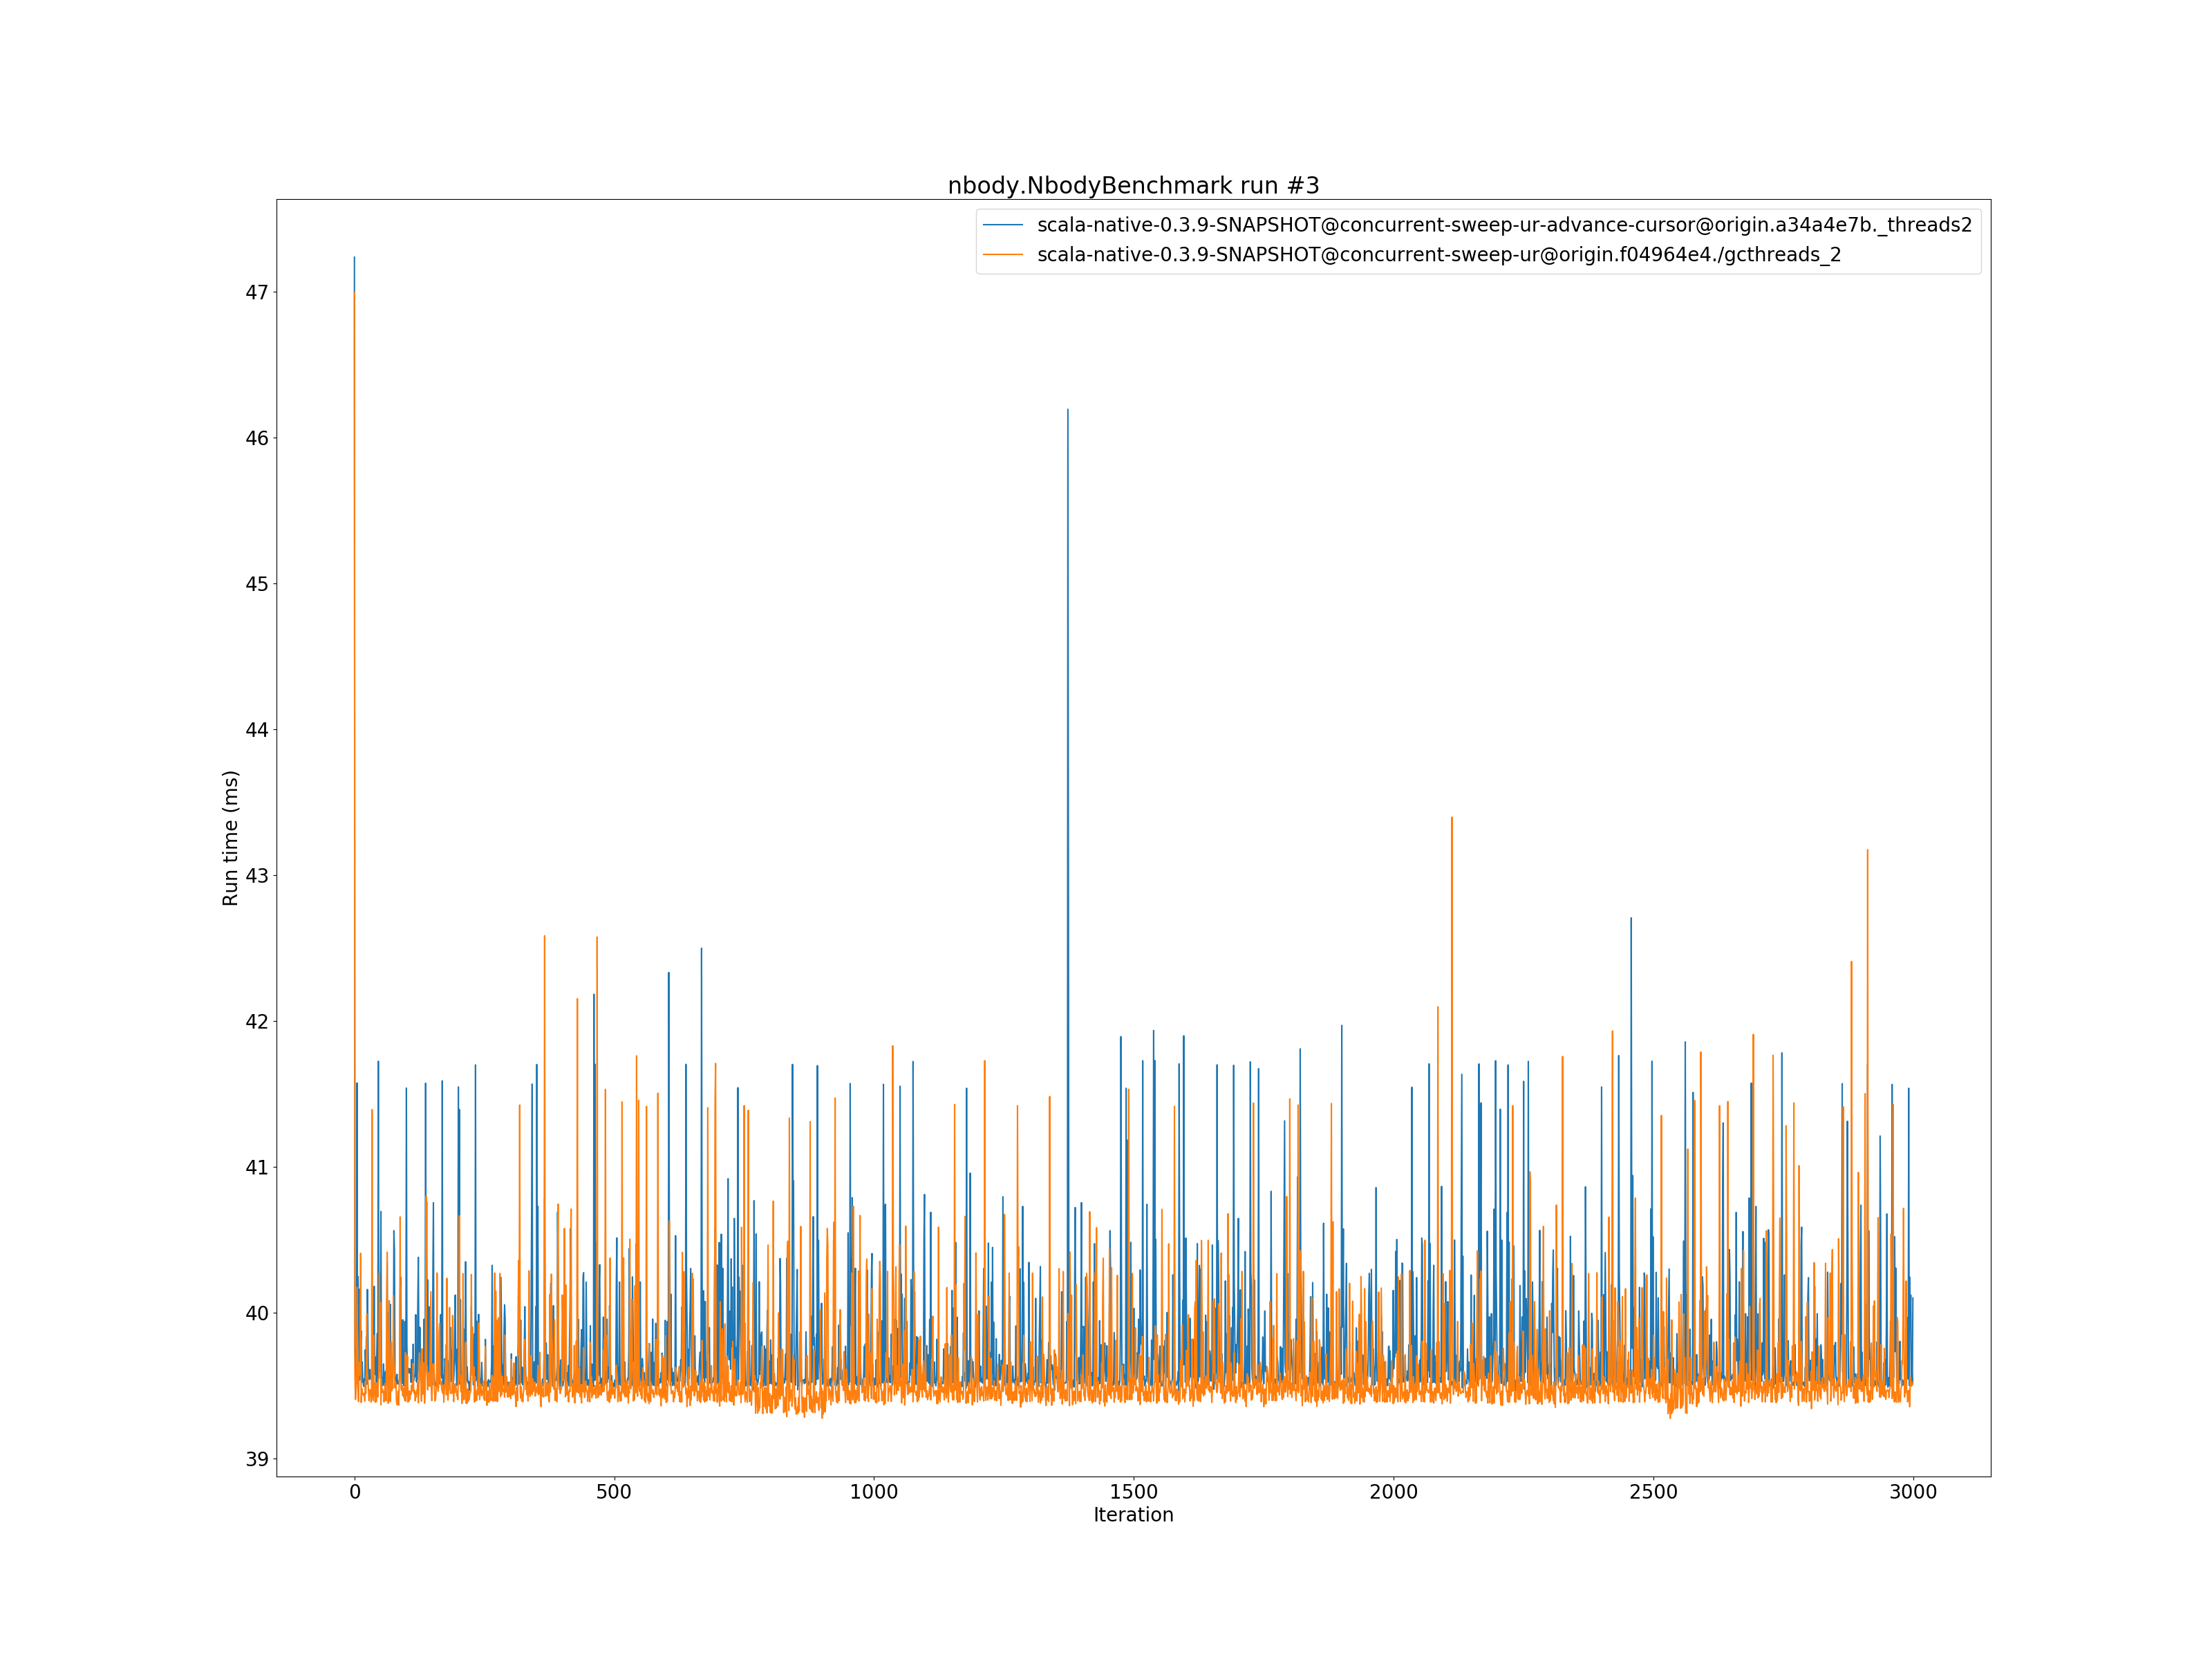 nbody.NbodyBenchmark run #3
scala-native-0.3.9-SNAPSHOT@concurrent-sweep-ur-advance-cursor@origin.a34a4e7b._threads2
scala-native-0.3.9-SNAPSHOT@concurrent-sweep-ur@origin.f04964e4./gcthreads_2
47
46
45
44
43
42
41
40
39
Run time (ms)
0 500 1000 1500 2000 2500 3000
Iteration